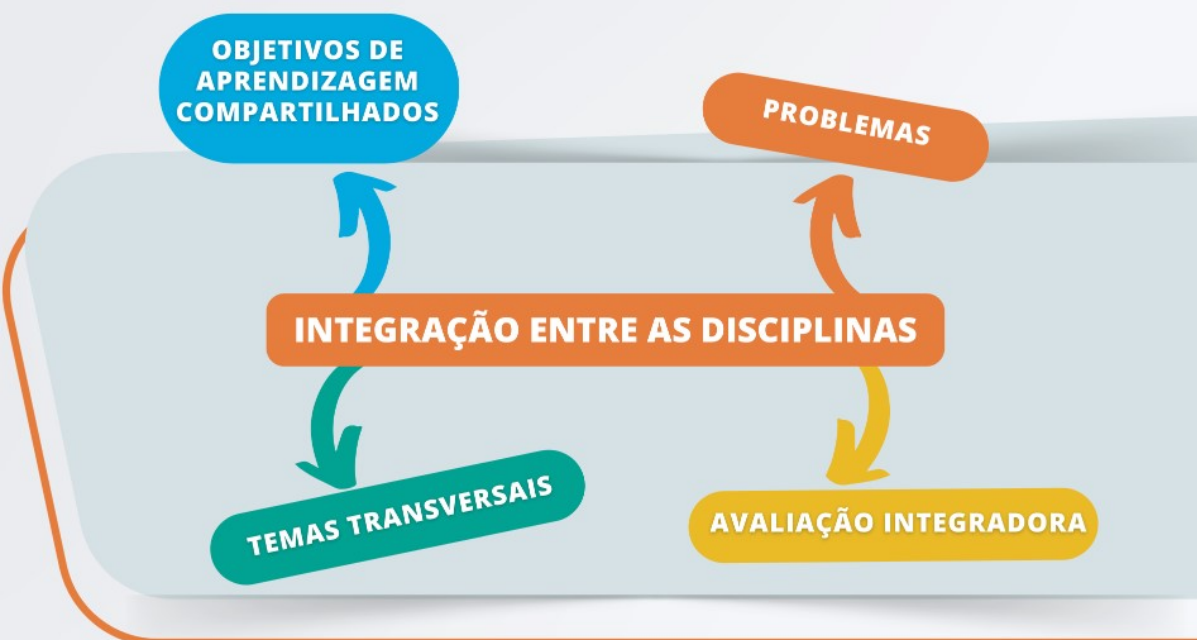 OBJETIVOS DE
APRENDIZAGEM
COMPARTILHADOS
PROBLEMAS
INTEGRAÇÃO ENTRE AS DISCIPLINAS
TEMAS TRANSVERSAIS
AVALIAÇÃO INTEGRADORA